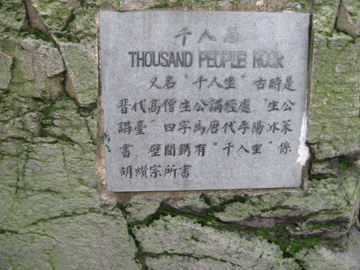 千人石
THOUSAND PEOPLE ROCK
又名"千人坐"古時是
晉代高僧生公講經處."生公
講臺"四字為唐代李陽冰篆
書.壁間鐫有"千人坐"係
胡纘宗所書.